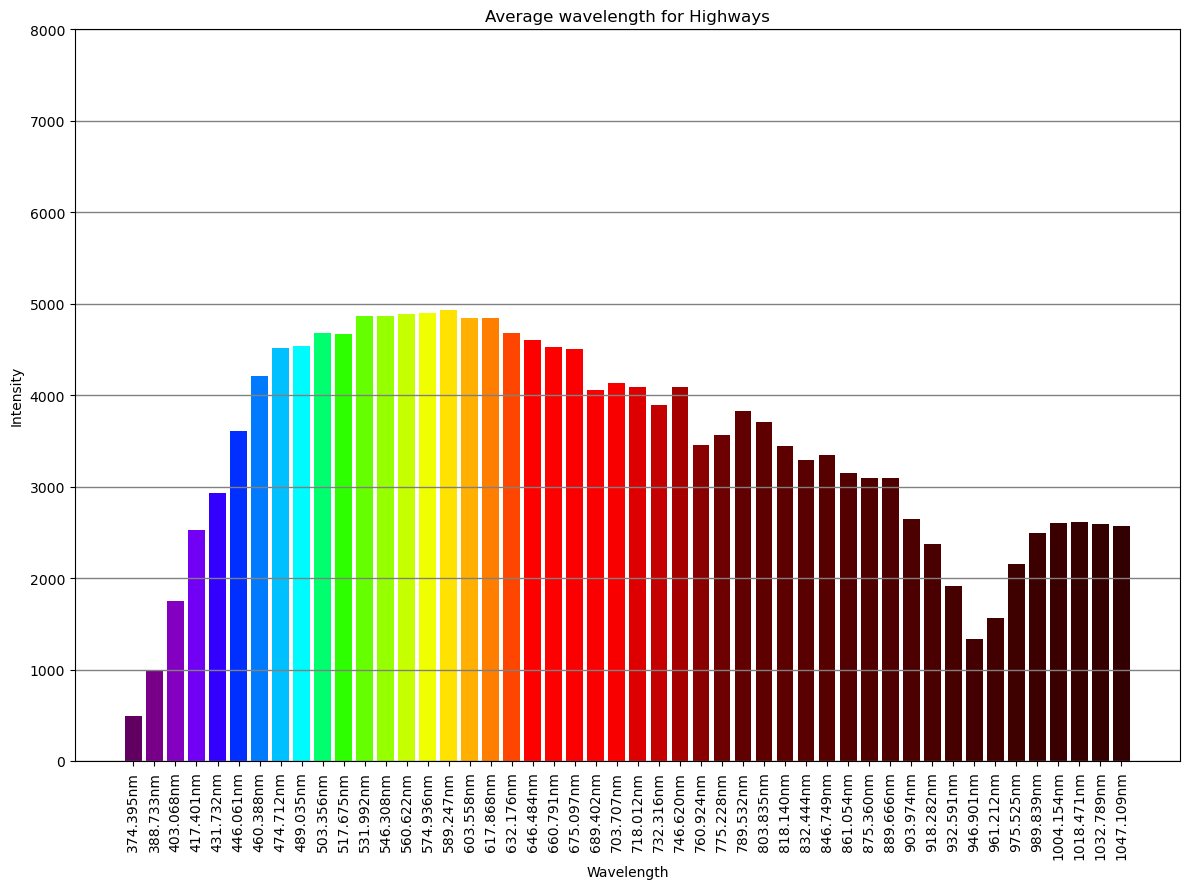 Average wavelength for Highways
8000
7000
6000
5000
4000
3000
2000
1000
0
Intensity
374.395nm
388.733nm
403.068nm
417.401nm
431.732nm
446.061nm
460.388nm
474.712nm
489.035nm
503.356nm
517.675nm
531.992nm
546.308nm
560.622nm
574.936nm
589.247nm
603.558nm
617.868nm
632.176nm
646.484nm
660.791nm
675.097nm
689.402nm
703.707nm
718.012nm
732.316nm
746.620nm
760.924nm
775.228nm
789.532nm
803.835nm
818.140nm
832.444nm
846.749nm
861.054nm
875.360nm
889.666nm
903.974nm
918.282nm
932.591nm
946.901nm
961.212nm
975.525nm
989.839nm
1004.154nm
1018.471nm
1032.789nm
1047.109nm
Wavelength